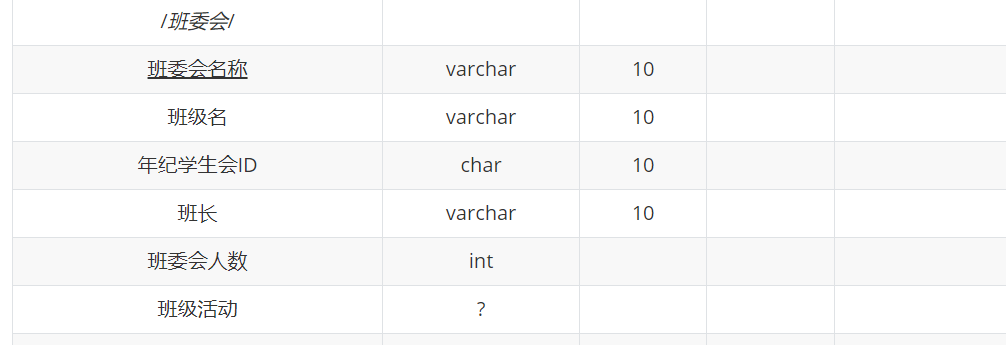 /班委会/
班委会名称 varchar 10
班级名 varchar 10
年纪学生会ID char 10
班长 varchar 10
班委会人数 int
班级活动 ?